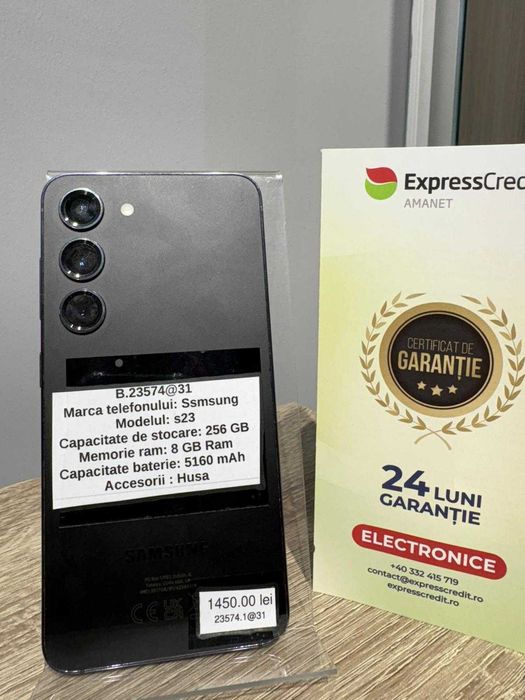 B.23574@31
Marca telefonului: Ssmsung
Modelul: s23
Capacitate de stocare: 256 GB
Memorie ram: 8 GB Ram
Capacitate baterie: 5160 mAh
Accesorii : Husa
SAMSUNG
1450.00 lei
23574.1@31
ExpressCred
AMANET
CERTIFICAT DE
GARANȚIE
24 LUNI
GARANȚIE
ELECTRONICE
+40 332 415 719
contact@expresscredit.ro
expresscredit.ro